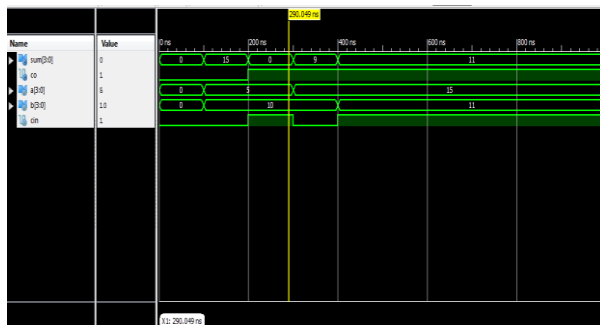 290.049 ns
Name Value 0 ns 200 ns 400 ns 600 ns 800 ns
sum[3:0] 0 0 15 0 9 11
co 1
a[3:0] 5 0 5 15
b[3:0] 10 0 10 11
cin 1
X1: 290.049 ns